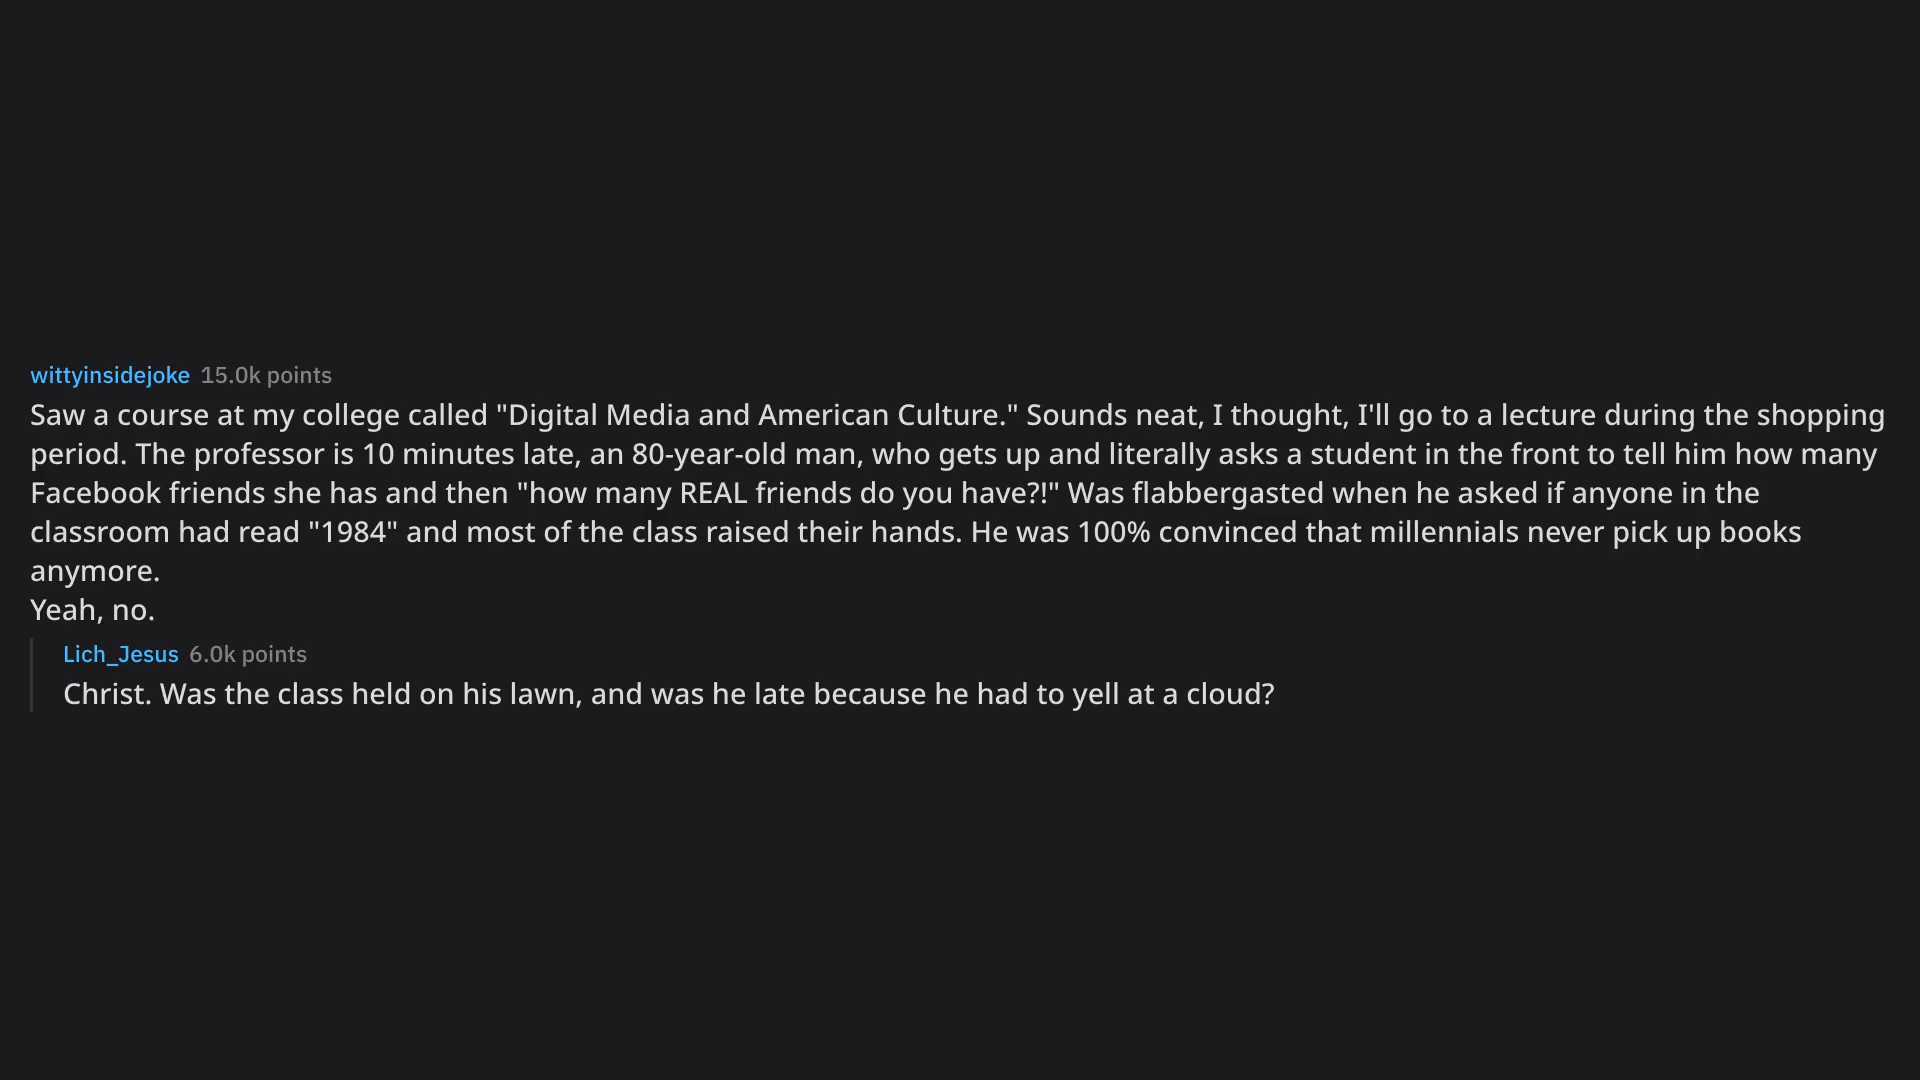 wittyinsidejoke 15.0k points
Saw a course at my college called "Digital Media and American Culture." Sounds neat, I thought, I'll go to a lecture during the shopping
period. The professor is 10 minutes late, an 80-year-old man, who gets up and literally asks a student in the front to tell him how many
Facebook friends she has and then "how many REAL friends do you have?!" Was flabbergasted when he asked if anyone in the
classroom had read "1984" and most of the class raised their hands. He was 100% convinced that millennials never pick up books
anymore.
Yeah, no.
Lich_Jesus 6.0k points
Christ. Was the class held on his lawn, and was he late because he had to yell at a cloud?